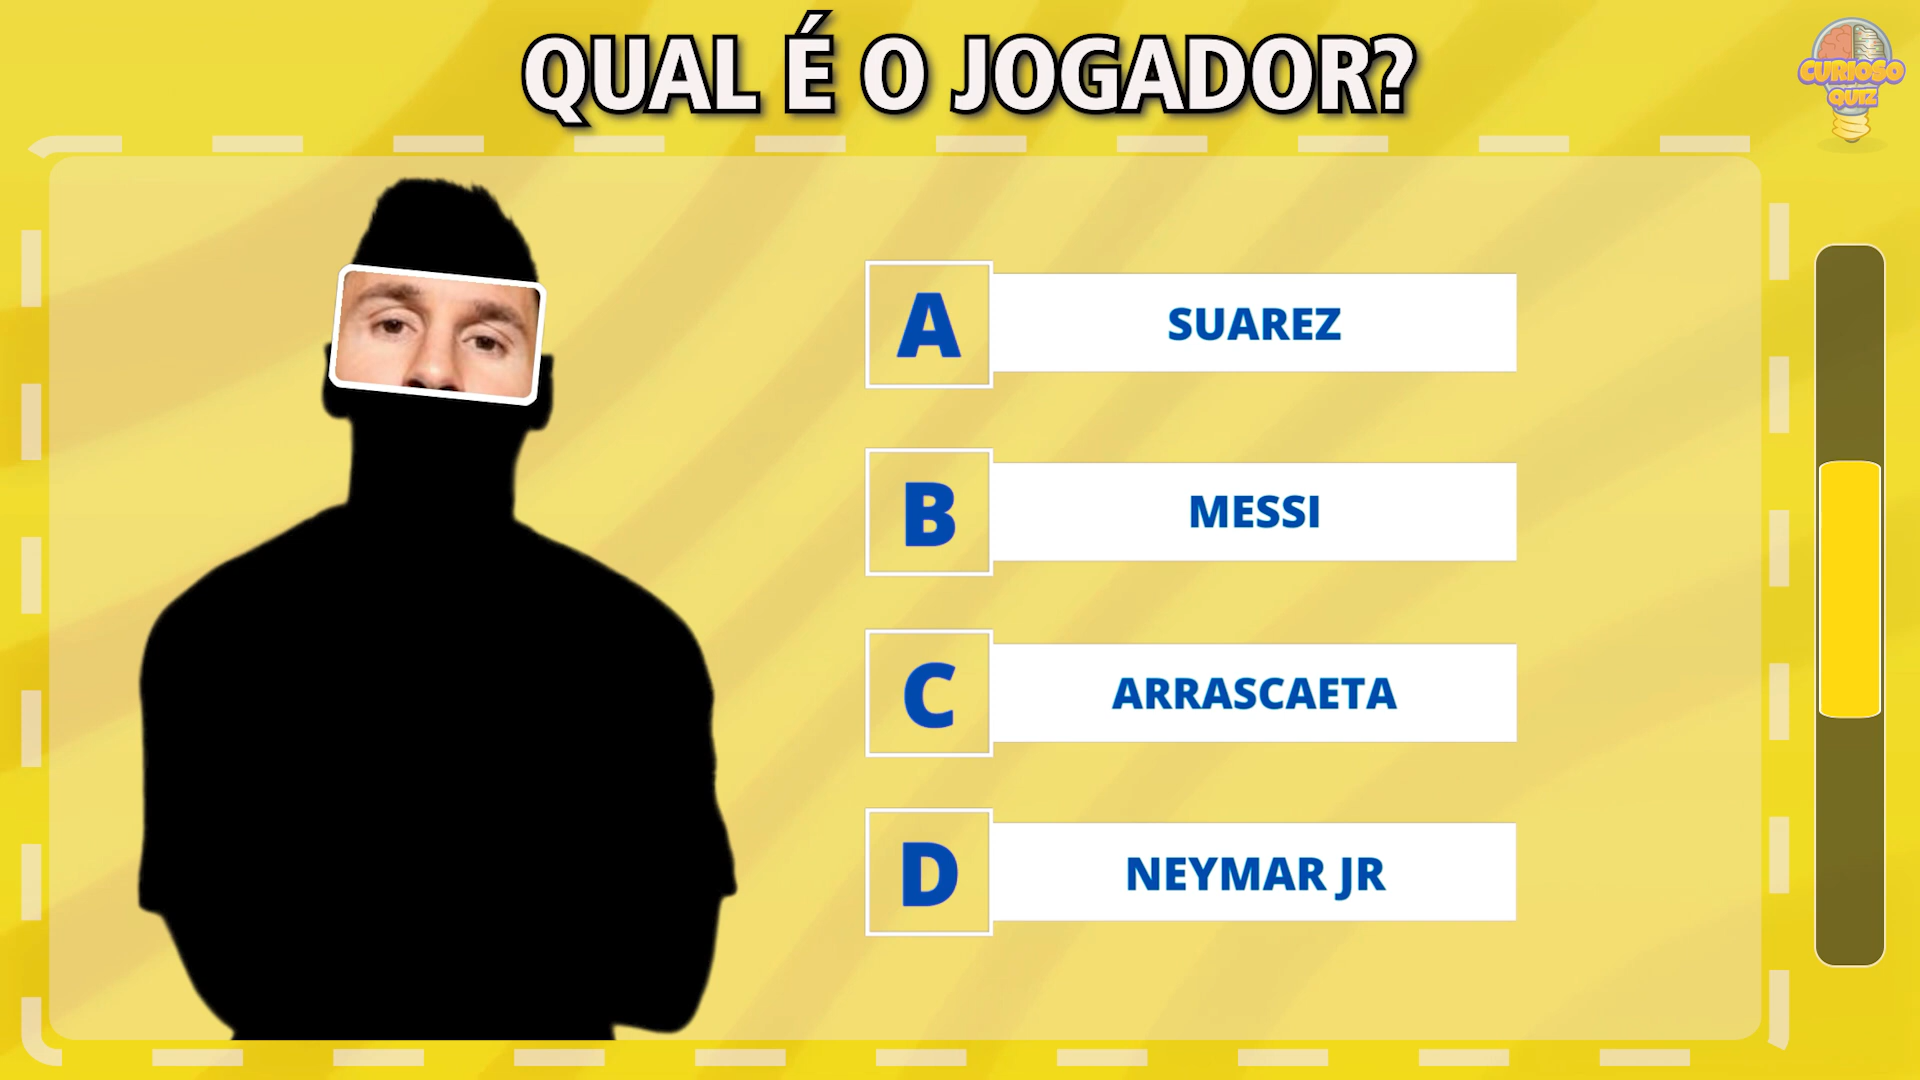 QUAL É O JOGADOR?
CURIOSO
QUIZ
A
SUAREZ
B
MESSI
C
ARRASCAETA
D
NEYMAR JR